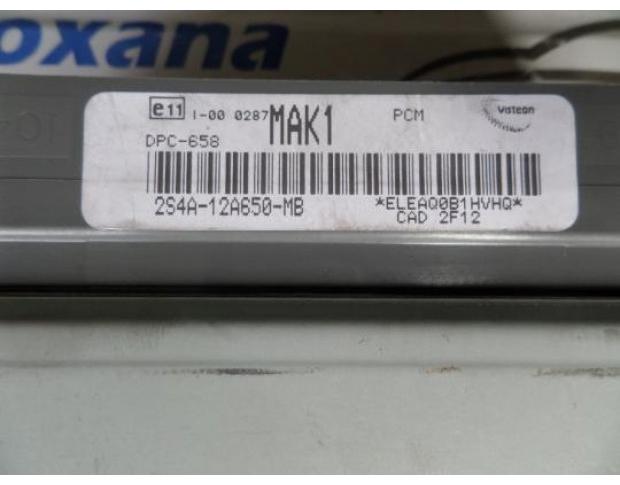 oxana
e11 I-00 0287 MAK1 PCM Visteon
DPC-658
2S4A-12A650-MB *ELEAQ0B1HVHQ*
CAD 2F12